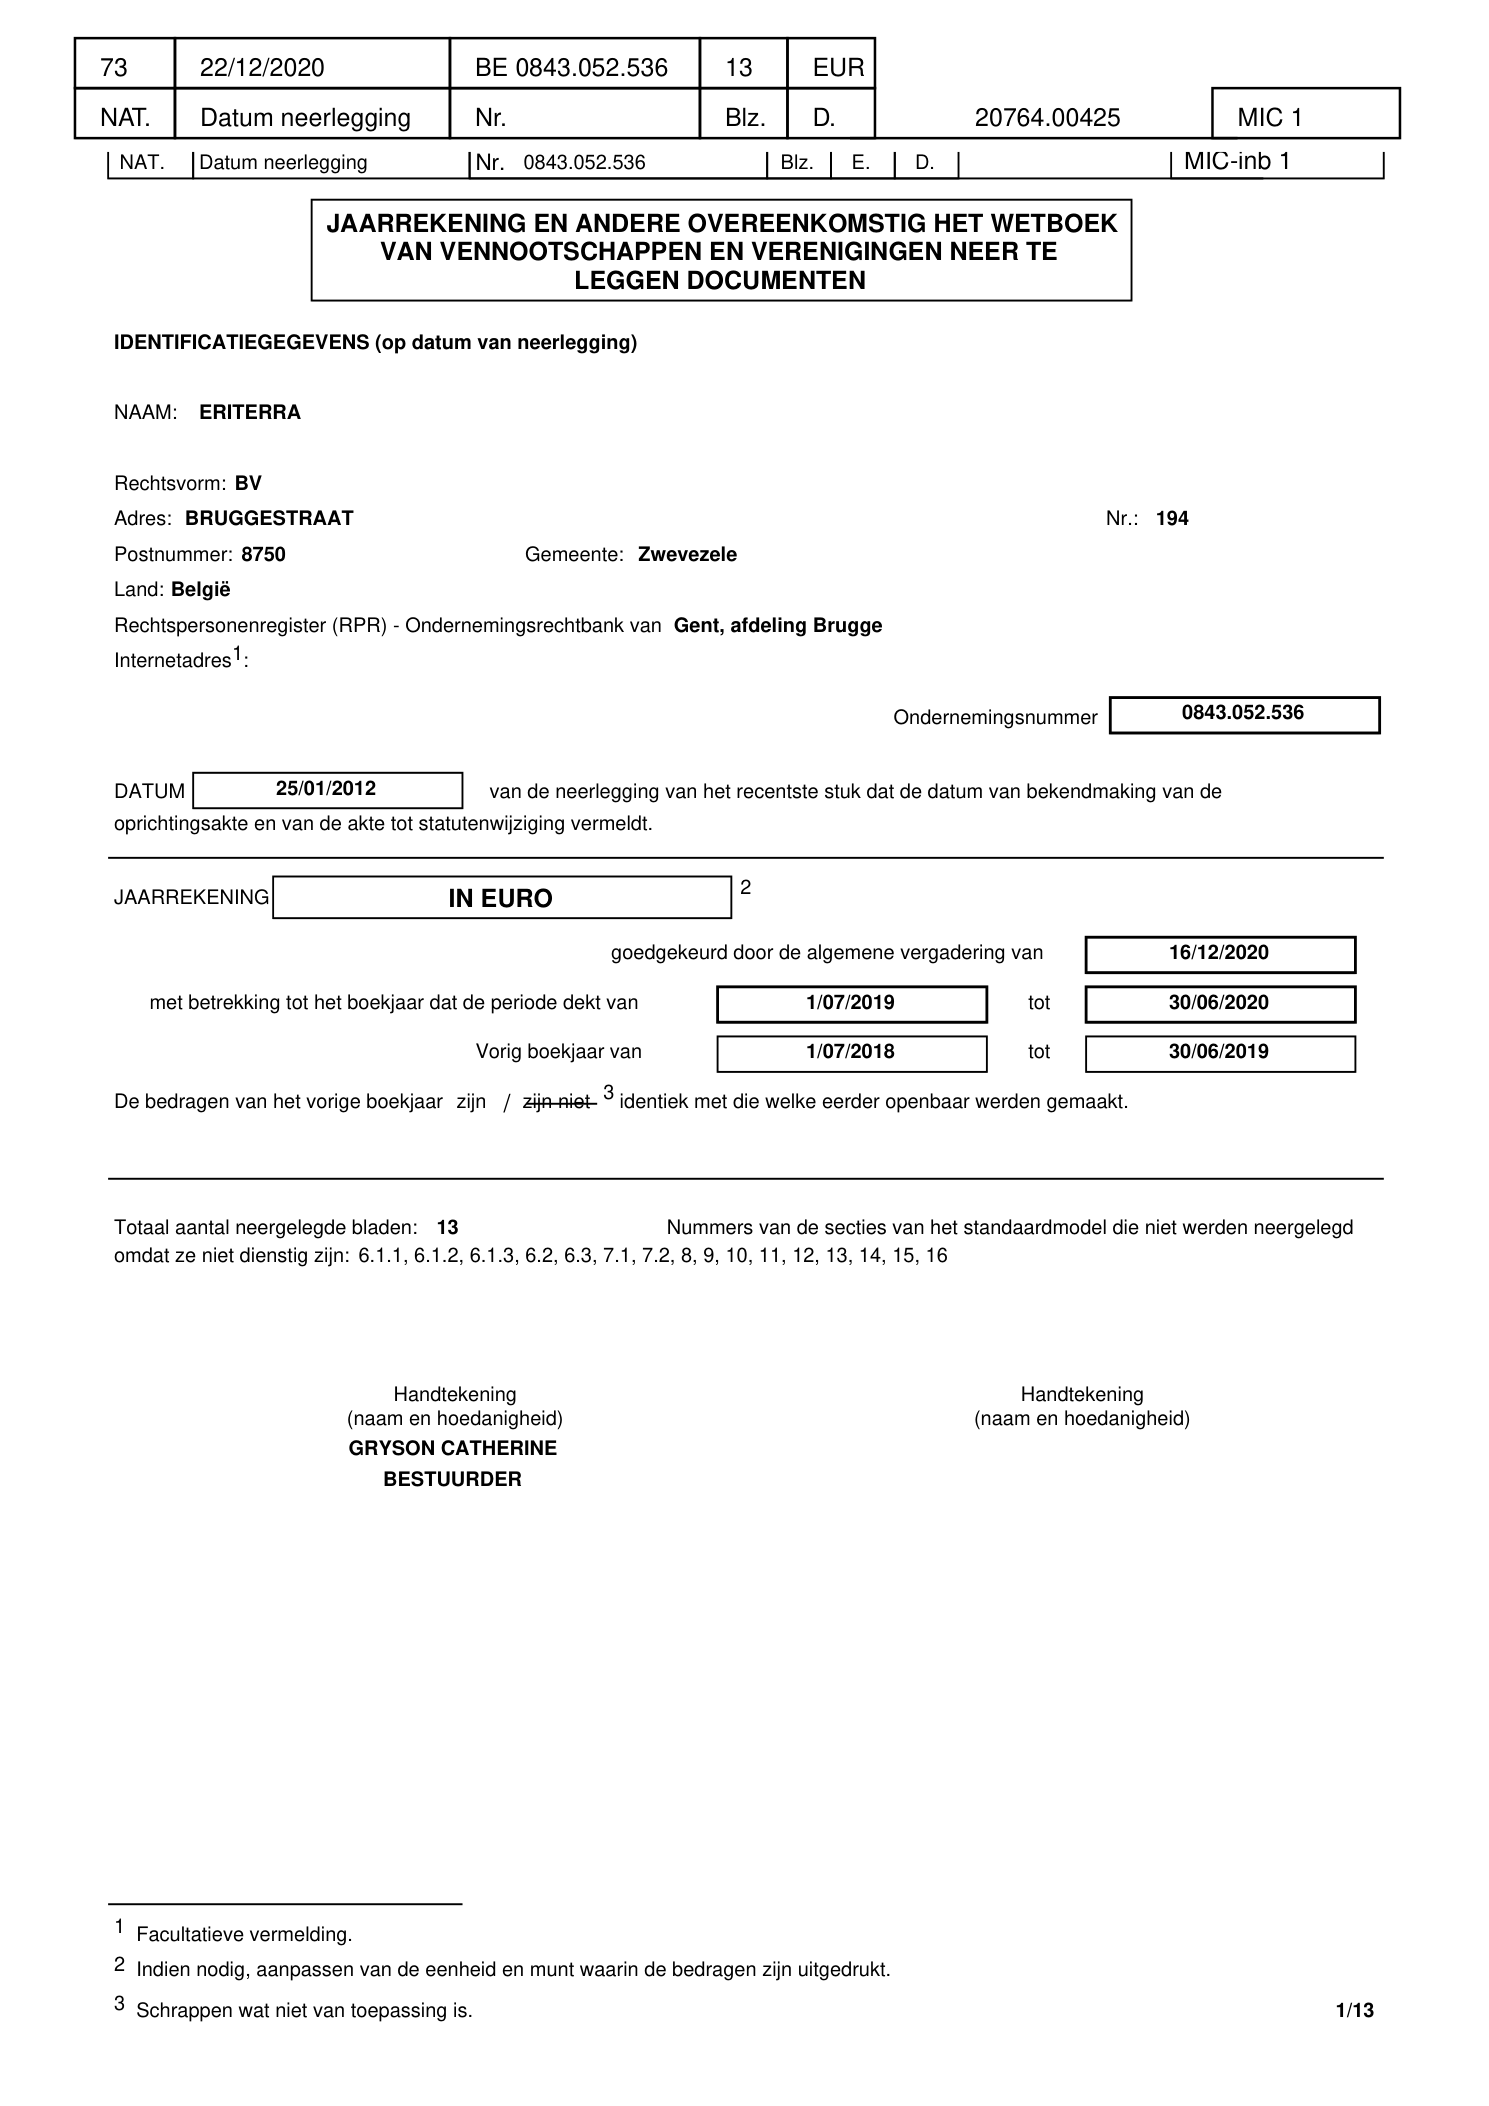 73 22/12/2020 BE 0843.052.536 13 EUR
NAT. Datum neerlegging Nr. Blz. D. 20764.00425 MIC 1
NAT. Datum neerlegging Nr. 0843.052.536 Blz. E. D. MIC-inb 1
JAARREKENING EN ANDERE OVEREENKOMSTIG HET WETBOEK
VAN VENNOOTSCHAPPEN EN VERENIGINGEN NEER TE
LEGGEN DOCUMENTEN
IDENTIFICATIEGEGEVENS (op datum van neerlegging)
NAAM: ERITERRA
Rechtsvorm: BV
Adres: BRUGGESTRAAT Nr.: 194
Postnummer: 8750 Gemeente: Zwevezele
Land: België
Rechtspersonenregister (RPR) - Ondernemingsrechtbank van Gent, afdeling Brugge
Internetadres1:
Ondernemingsnummer 0843.052.536
DATUM 25/01/2012 van de neerlegging van het recentste stuk dat de datum van bekendmaking van de
oprichtingsakte en van de akte tot statutenwijziging vermeldt.
JAARREKENING IN EURO 2
goedgekeurd door de algemene vergadering van 16/12/2020
met betrekking tot het boekjaar dat de periode dekt van 1/07/2019 tot 30/06/2020
Vorig boekjaar van 1/07/2018 tot 30/06/2019
De bedragen van het vorige boekjaar zijn / zijn niet 3 identiek met die welke eerder openbaar werden gemaakt.
Totaal aantal neergelegde bladen: 13 Nummers van de secties van het standaardmodel die niet werden neergelegd
omdat ze niet dienstig zijn: 6.1.1, 6.1.2, 6.1.3, 6.2, 6.3, 7.1, 7.2, 8, 9, 10, 11, 12, 13, 14, 15, 16
Handtekening Handtekening
(naam en hoedanigheid) (naam en hoedanigheid)
GRYSON CATHERINE
BESTUURDER
1 Facultatieve vermelding.
2 Indien nodig, aanpassen van de eenheid en munt waarin de bedragen zijn uitgedrukt.
3 Schrappen wat niet van toepassing is. 1/13